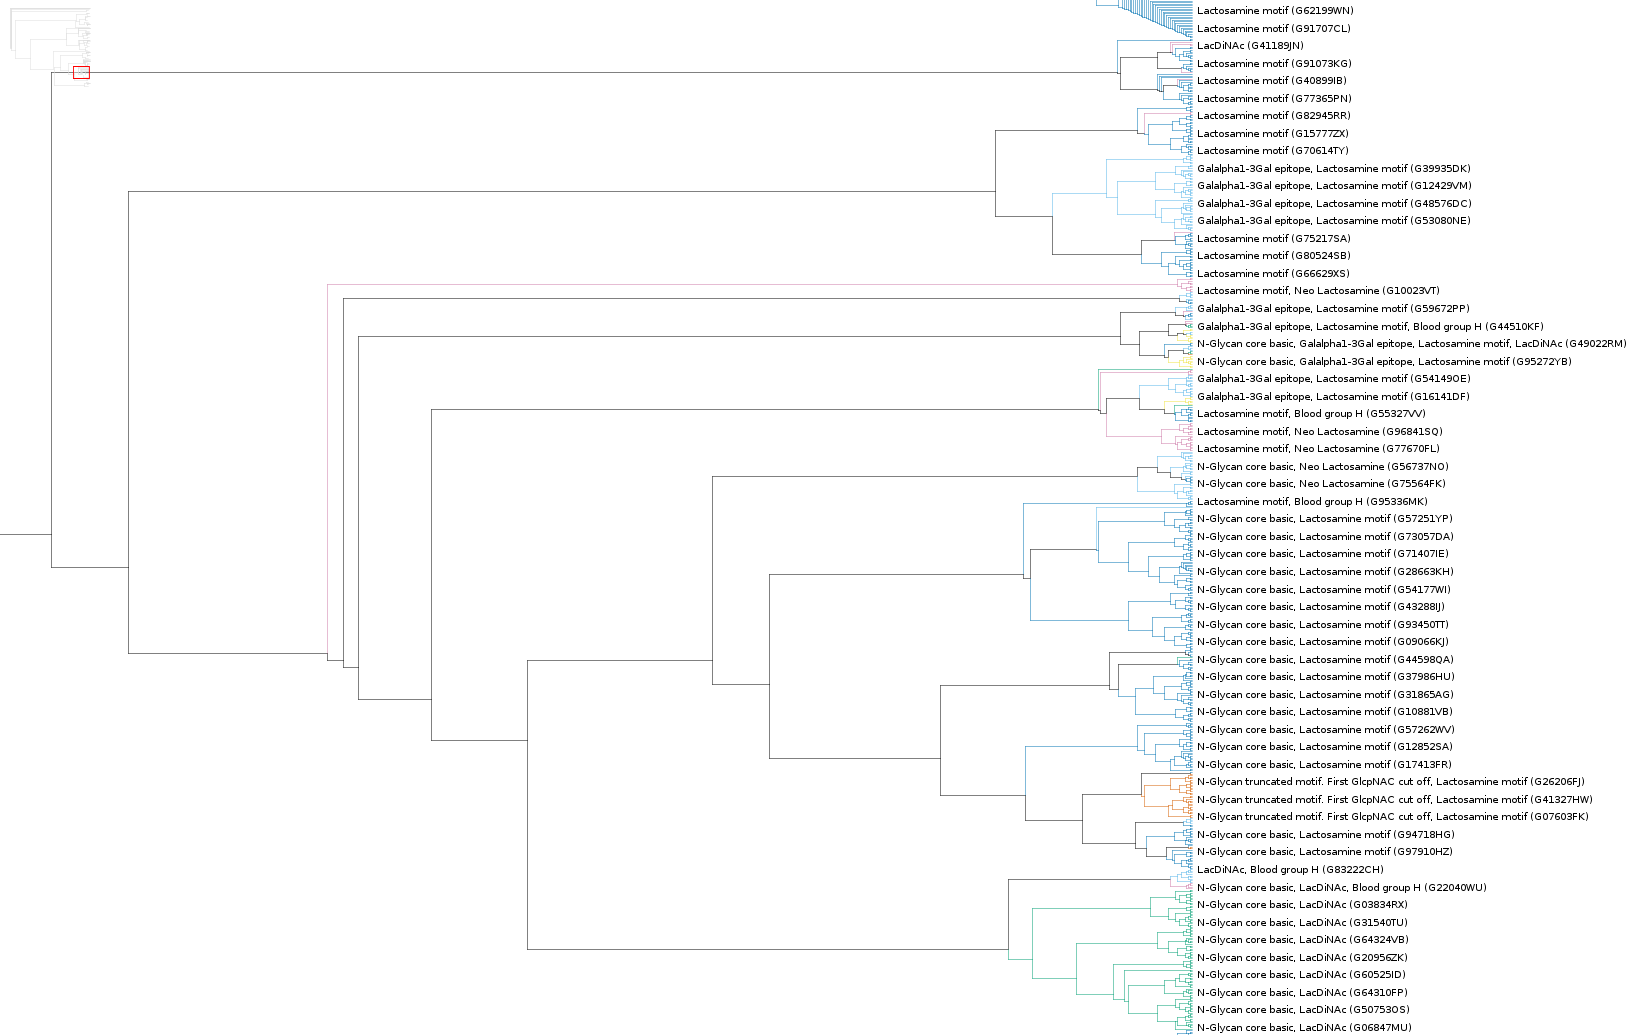 Lactosamine motif (G62199WN)
Lactosamine motif (G91707CL)
LacDiNAc (G41189JN)
Lactosamine motif (G91073KG)
Lactosamine motif (G40899IB)
Lactosamine motif (G77365PN)
Lactosamine motif (G82945RR)
Lactosamine motif (G15777ZX)
Lactosamine motif (G70614TY)
Galalpha1-3Gal epitope, Lactosamine motif (G39935DK)
Galalpha1-3Gal epitope, Lactosamine motif (G12429VM)
Galalpha1-3Gal epitope, Lactosamine motif (G48576DC)
Galalpha1-3Gal epitope, Lactosamine motif (G53080NE)
Lactosamine motif (G75217SA)
Lactosamine motif (G80524SB)
Lactosamine motif (G66629XS)
Lactosamine motif, Neo Lactosamine (G10023VT)
Galalpha1-3Gal epitope, Lactosamine motif (G59672PP)
Galalpha1-3Gal epitope, Lactosamine motif, Blood group H (G44510KF)
N-Glycan core basic, Galalpha1-3Gal epitope, Lactosamine motif, LacDiNAc (G49022RM)
N-Glycan core basic, Galalpha1-3Gal epitope, Lactosamine motif (G95272YB)
Galalpha1-3Gal epitope, Lactosamine motif (G54149OE)
Galalpha1-3Gal epitope, Lactosamine motif (G16141DF)
Lactosamine motif, Blood group H (G55327VV)
Lactosamine motif, Neo Lactosamine (G96841SQ)
Lactosamine motif, Neo Lactosamine (G77670FL)
N-Glycan core basic, Neo Lactosamine (G56737NO)
N-Glycan core basic, Neo Lactosamine (G75564FK)
Lactosamine motif, Blood group H (G95336MK)
N-Glycan core basic, Lactosamine motif (G57251YP)
N-Glycan core basic, Lactosamine motif (G73057DA)
N-Glycan core basic, Lactosamine motif (G71407IE)
N-Glycan core basic, Lactosamine motif (G28663KH)
N-Glycan core basic, Lactosamine motif (G54177WI)
N-Glycan core basic, Lactosamine motif (G43288IJ)
N-Glycan core basic, Lactosamine motif (G93450TT)
N-Glycan core basic, Lactosamine motif (G09066KJ)
N-Glycan core basic, Lactosamine motif (G44598QA)
N-Glycan core basic, Lactosamine motif (G37986HU)
N-Glycan core basic, Lactosamine motif (G31865AG)
N-Glycan core basic, Lactosamine motif (G10881VB)
N-Glycan core basic, Lactosamine motif (G57262WV)
N-Glycan core basic, Lactosamine motif (G12852SA)
N-Glycan core basic, Lactosamine motif (G17413FR)
N-Glycan truncated motif. First GlcpNAC cut off, Lactosamine motif (G26206FJ)
N-Glycan truncated motif. First GlcpNAC cut off, Lactosamine motif (G41327HW)
N-Glycan truncated motif. First GlcpNAC cut off, Lactosamine motif (G07603FK)
N-Glycan core basic, Lactosamine motif (G94718HG)
N-Glycan core basic, Lactosamine motif (G97910HZ)
LacDiNAc, Blood group H (G83222CH)
N-Glycan core basic, LacDiNAc, Blood group H (G22040WU)
N-Glycan core basic, LacDiNAc (G03834RX)
N-Glycan core basic, LacDiNAc (G31540TU)
N-Glycan core basic, LacDiNAc (G64324VB)
N-Glycan core basic, LacDiNAc (G20956ZK)
N-Glycan core basic, LacDiNAc (G60525ID)
N-Glycan core basic, LacDiNAc (G64310FP)
N-Glycan core basic, LacDiNAc (G50753OS)
N-Glycan core basic, LacDiNAc (G06847MU)